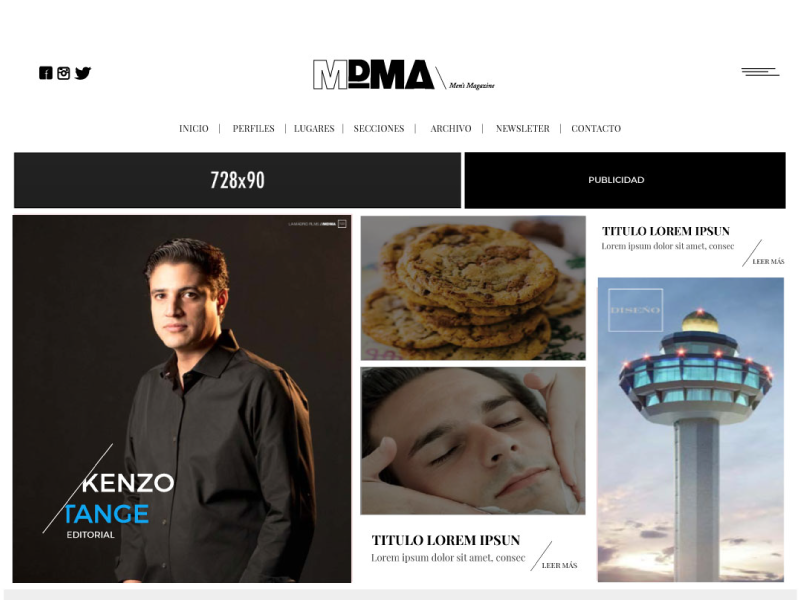 MDMA
Men's Magazine
INICIO | PERFILES | LUGARES | SECCIONES | ARCHIVO | NEWSLETER | CONTACTO
728x90
PUBLICIDAD
KENZO
TANGE
EDITORIAL
TITULO LOREM IPSUN
Lorem ipsum dolor sit amet, consec
LEER MÁS
TITULO LOREM IPSUN
Lorem ipsum dolor sit amet, consec
LEER MÁS
DISEÑO